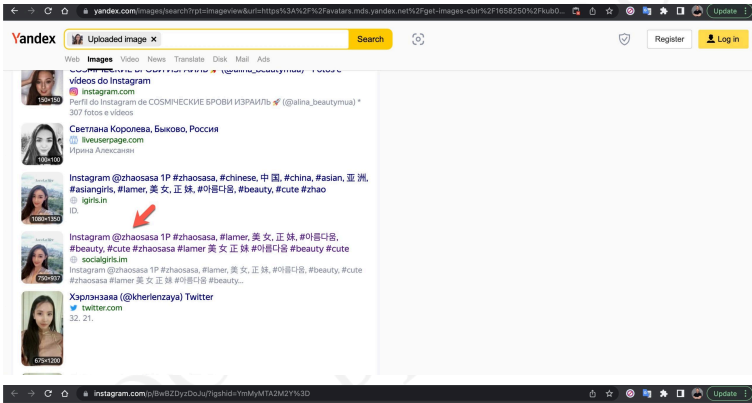 yandex.com/images/search?rpt=imageview&url=https%3A%2F%2Favatars.mds.yandex.net%2Fget-images-cbir%2F1658250%2Fkub0...
Update
Yandex
Uploaded image ×
Search
Register
Log in
Web Images Video News Translate Disk Mail Ads
vídeos do Instagram
instagram.com
150×150
Perfil do Instagram de COSMIЧЕСКИЕ БРОВИ ИЗРАИЛЬ 🚀 (@alina_beautymua) *
307 fotos e vídeos
Светлана Королева, Быково, Россия
liveuserpage.com
Ирина Алексанян
100×100
Instagram @zhaosasa 1P #zhaosasa, #chinese, 中 国, #china, #asian, 亚 洲,
#asiangirls, #lamer, 美 女, 正 妹, #아름다움, #beauty, #cute #zhao
igirls.in
ID.
1080×1350
Instagram @zhaosasa 1P #zhaosasa, #lamer, 美 女, 正 妹, #아름다움,
#beauty, #cute #zhaosasa #lamer 美 女 正 妹 #아름다움 #beauty #cute
socialgirls.im
750×937
Instagram @zhaosasa 1P #zhaosasa, #lamer, 美 女, 正 妹, #아름다움, #beauty, #cute
#zhaosasa #lamer 美 女 正 妹 #아름다움 #beauty...
Хэрлэнзаяа (@kherlenzaya) Twitter
twitter.com
32. 21.
675×1200
instagram.com/p/BwBZDyzDoJu/?igshid=YmMyMTA2M2Y%3D
Update